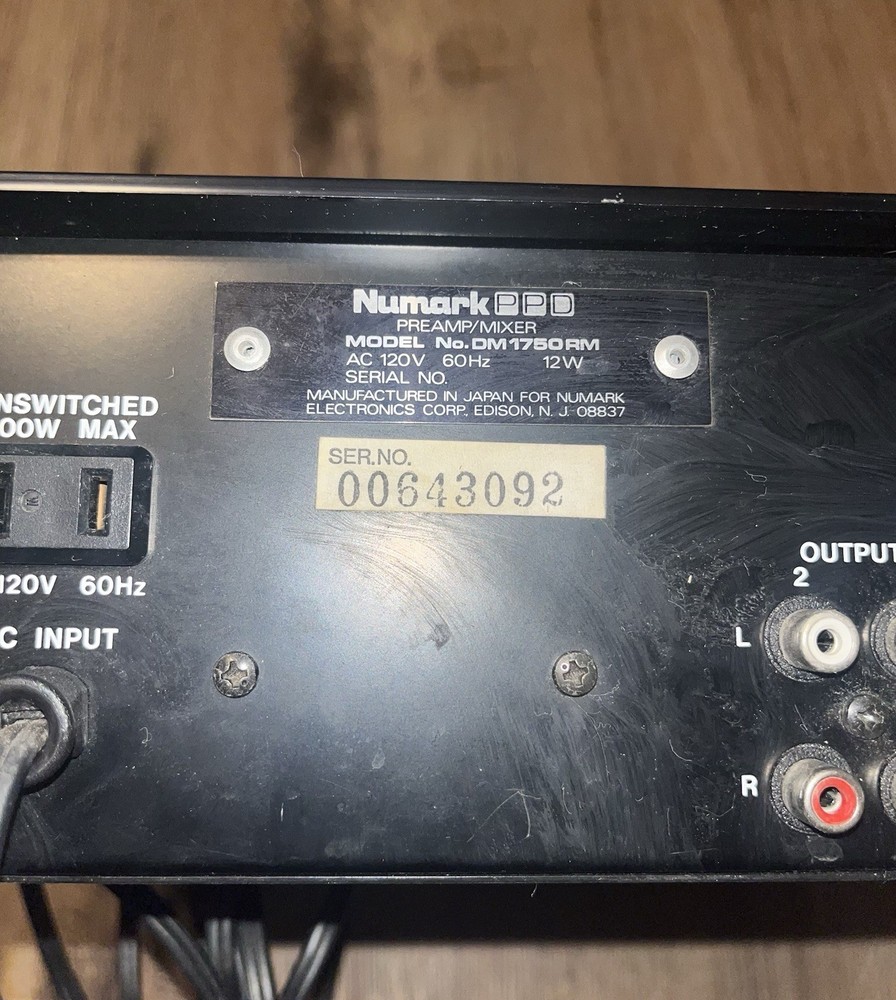 Numark PPD
PREAMP/MIXER
MODEL No. DM1750RM
AC 120V 60Hz 12W
SERIAL NO.
MANUFACTURED IN JAPAN FOR NUMARK
ELECTRONICS CORP., EDISON, N. J. 08837
NSWITCHED
00W MAX
SER.NO.
00643092
120V 60Hz
C INPUT
OUTPUT
2
L
R